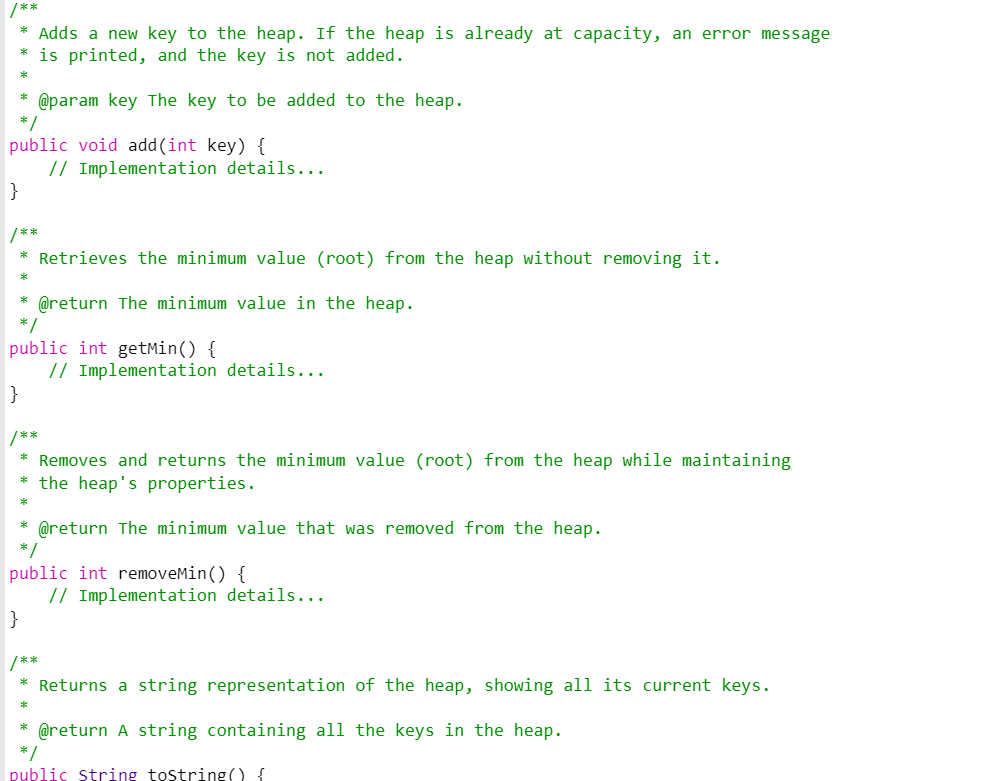 /**
 * Adds a new key to the heap. If the heap is already at capacity, an error message
 * is printed, and the key is not added.
 *
 * @param key The key to be added to the heap.
 */
public void add(int key) {
    // Implementation details...
}

/**
 * Retrieves the minimum value (root) from the heap without removing it.
 *
 * @return The minimum value in the heap.
 */
public int getMin() {
    // Implementation details...
}

/**
 * Removes and returns the minimum value (root) from the heap while maintaining
 * the heap's properties.
 *
 * @return The minimum value that was removed from the heap.
 */
public int removeMin() {
    // Implementation details...
}

/**
 * Returns a string representation of the heap, showing all its current keys.
 *
 * @return A string containing all the keys in the heap.
 */
public String toString() {